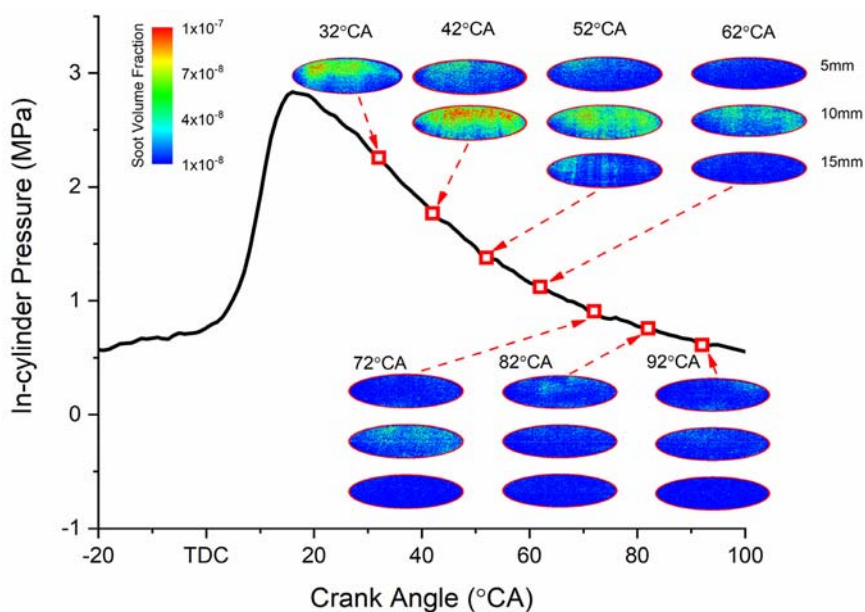 1x10⁻⁷
7x10⁻⁸
4x10⁻⁸
1x10⁻⁸
Soot Volume Fraction
32°CA
42°CA
52°CA
62°CA
5mm
10mm
15mm
In-cylinder Pressure (MPa)
3
2
1
0
-1
72°CA
82°CA
92°CA
-20
TDC
20
40
60
80
100
Crank Angle (°CA)